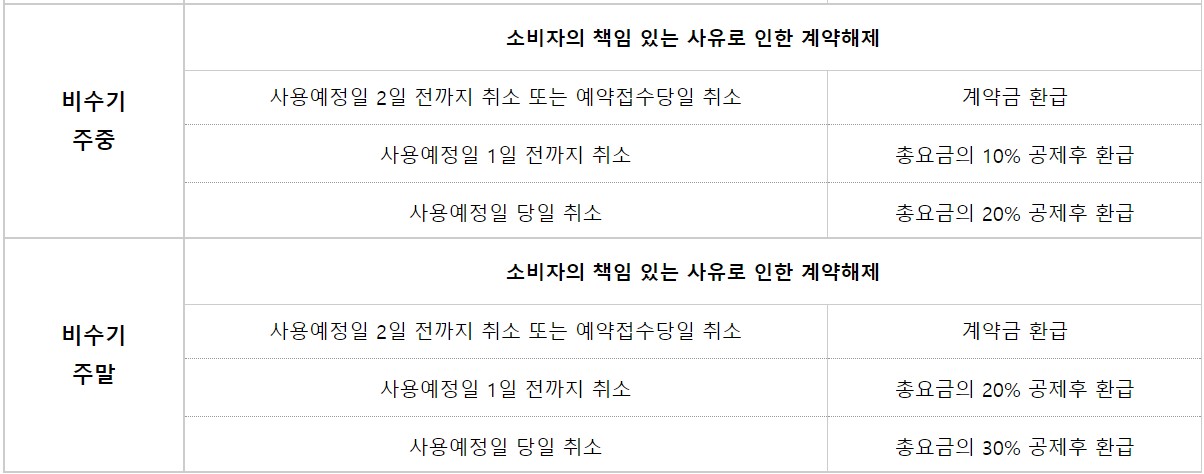 소비자의 책임 있는 사유로 인한 계약해제
비수기
주중
사용예정일 2일 전까지 취소 또는 예약접수당일 취소
계약금 환급
사용예정일 1일 전까지 취소
총요금의 10% 공제후 환급
사용예정일 당일 취소
총요금의 20% 공제후 환급
소비자의 책임 있는 사유로 인한 계약해제
비수기
주말
사용예정일 2일 전까지 취소 또는 예약접수당일 취소
계약금 환급
사용예정일 1일 전까지 취소
총요금의 20% 공제후 환급
사용예정일 당일 취소
총요금의 30% 공제후 환급